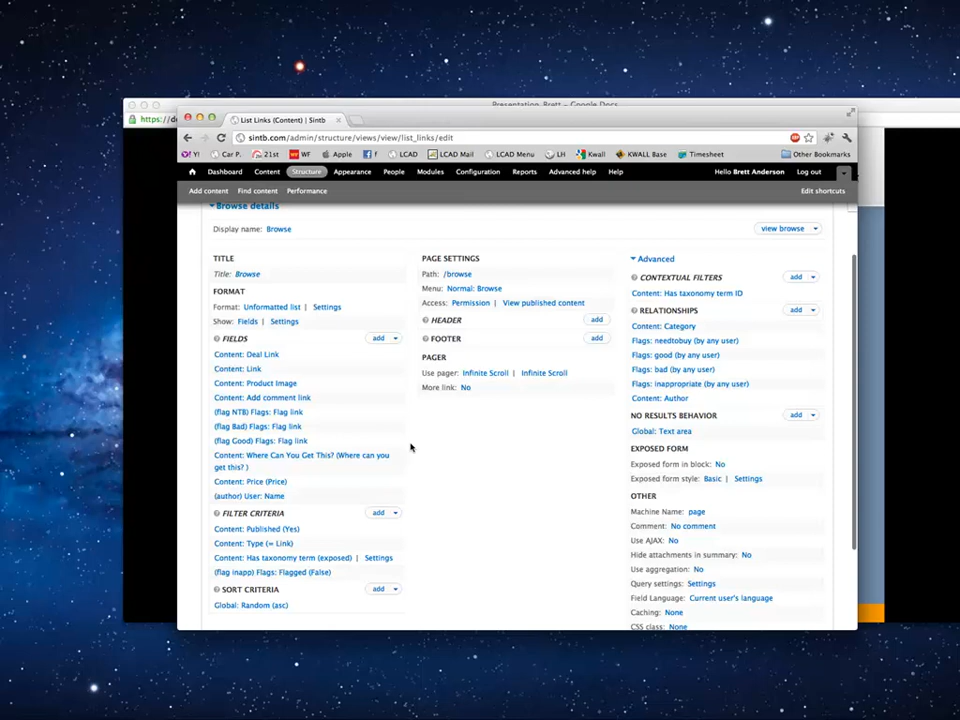 Presentation_Brett – Google Docs
https://do
List Links (Content) | Sintb
sintb.com/admin/structure/views/view/list_links/edit
Y! Car P. 21st WF Apple f LCAD LCAD Mail LCAD Menu LH Kwall KWALL Base Timesheet Other Bookmarks
Dashboard Content Structure Appearance People Modules Configuration Reports Advanced help Help Hello Brett Anderson Log out
Add content Find content Performance Edit shortcuts
Browse details
Display name: Browse
view browse
TITLE
Title: Browse
FORMAT
Format: Unformatted list | Settings
Show: Fields | Settings
FIELDS add
Content: Deal Link
Content: Link
Content: Product Image
Content: Add comment link
(flag NTB) Flags: Flag link
(flag Bad) Flags: Flag link
(flag Good) Flags: Flag link
Content: Where Can You Get This? (Where can you
get this? )
Content: Price (Price)
(author) User: Name
FILTER CRITERIA add
Content: Published (Yes)
Content: Type (= Link)
Content: Has taxonomy term (exposed) | Settings
(flag inapp) Flags: Flagged (False)
SORT CRITERIA add
Global: Random (asc)
PAGE SETTINGS
Path: /browse
Menu: Normal: Browse
Access: Permission | View published content
HEADER add
FOOTER add
PAGER
Use pager: Infinite Scroll | Infinite Scroll
More link: No
Advanced
CONTEXTUAL FILTERS add
Content: Has taxonomy term ID
RELATIONSHIPS add
Content: Category
Flags: needtobuy (by any user)
Flags: good (by any user)
Flags: bad (by any user)
Flags: inappropriate (by any user)
Content: Author
NO RESULTS BEHAVIOR add
Global: Text area
EXPOSED FORM
Exposed form in block: No
Exposed form style: Basic | Settings
OTHER
Machine Name: page
Comment: No comment
Use AJAX: No
Hide attachments in summary: No
Use aggregation: No
Query settings: Settings
Field Language: Current user's language
Caching: None
CSS class: None